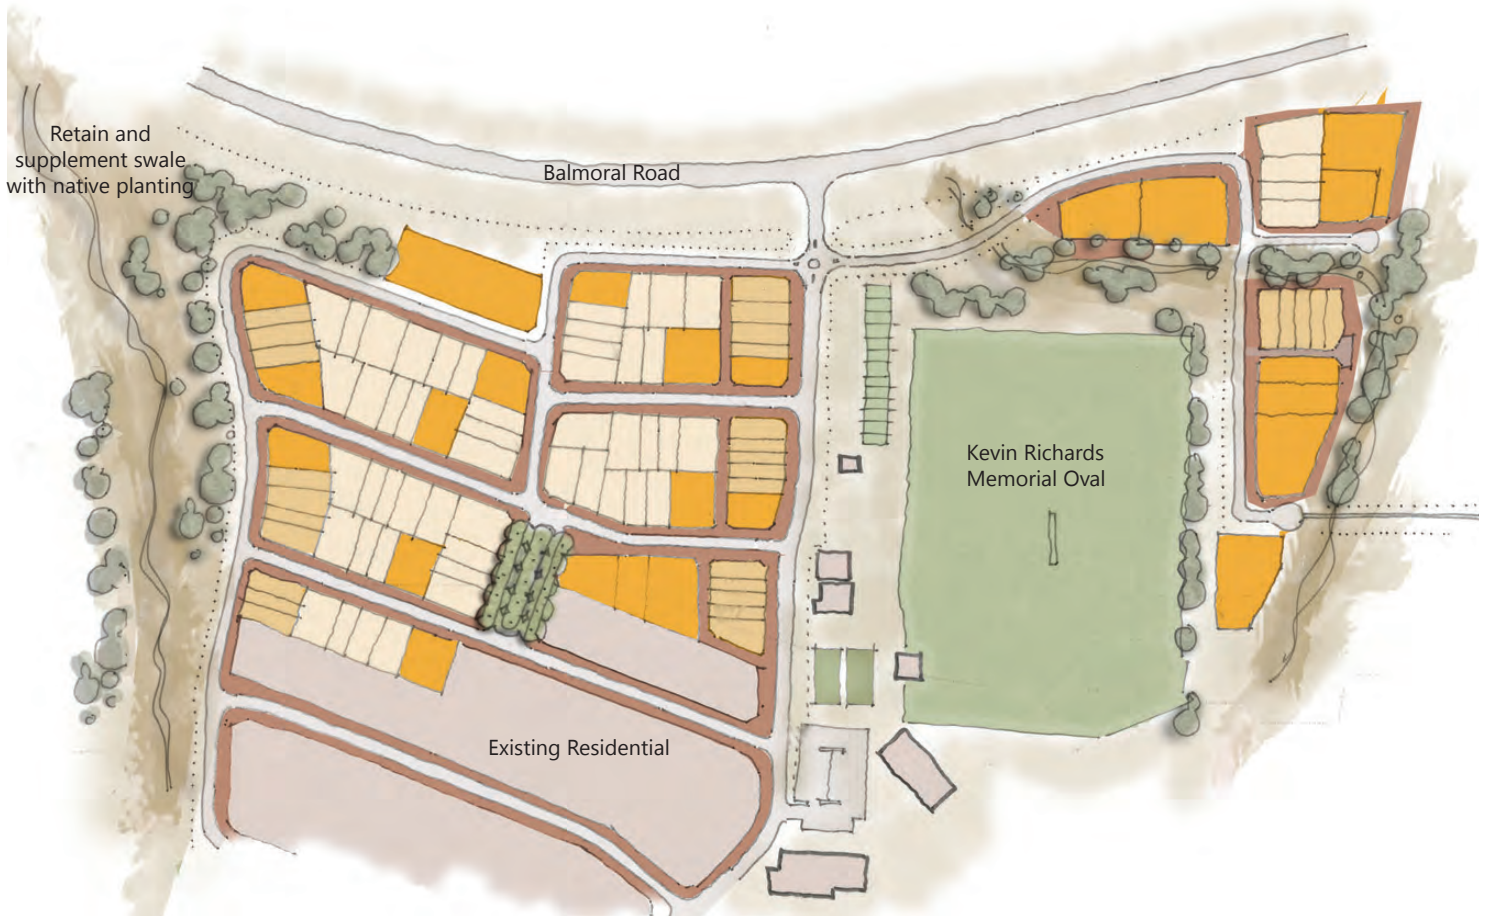 Retain and
supplement swale
with native planting
Balmoral Road
Kevin Richards
Memorial Oval
Existing Residential